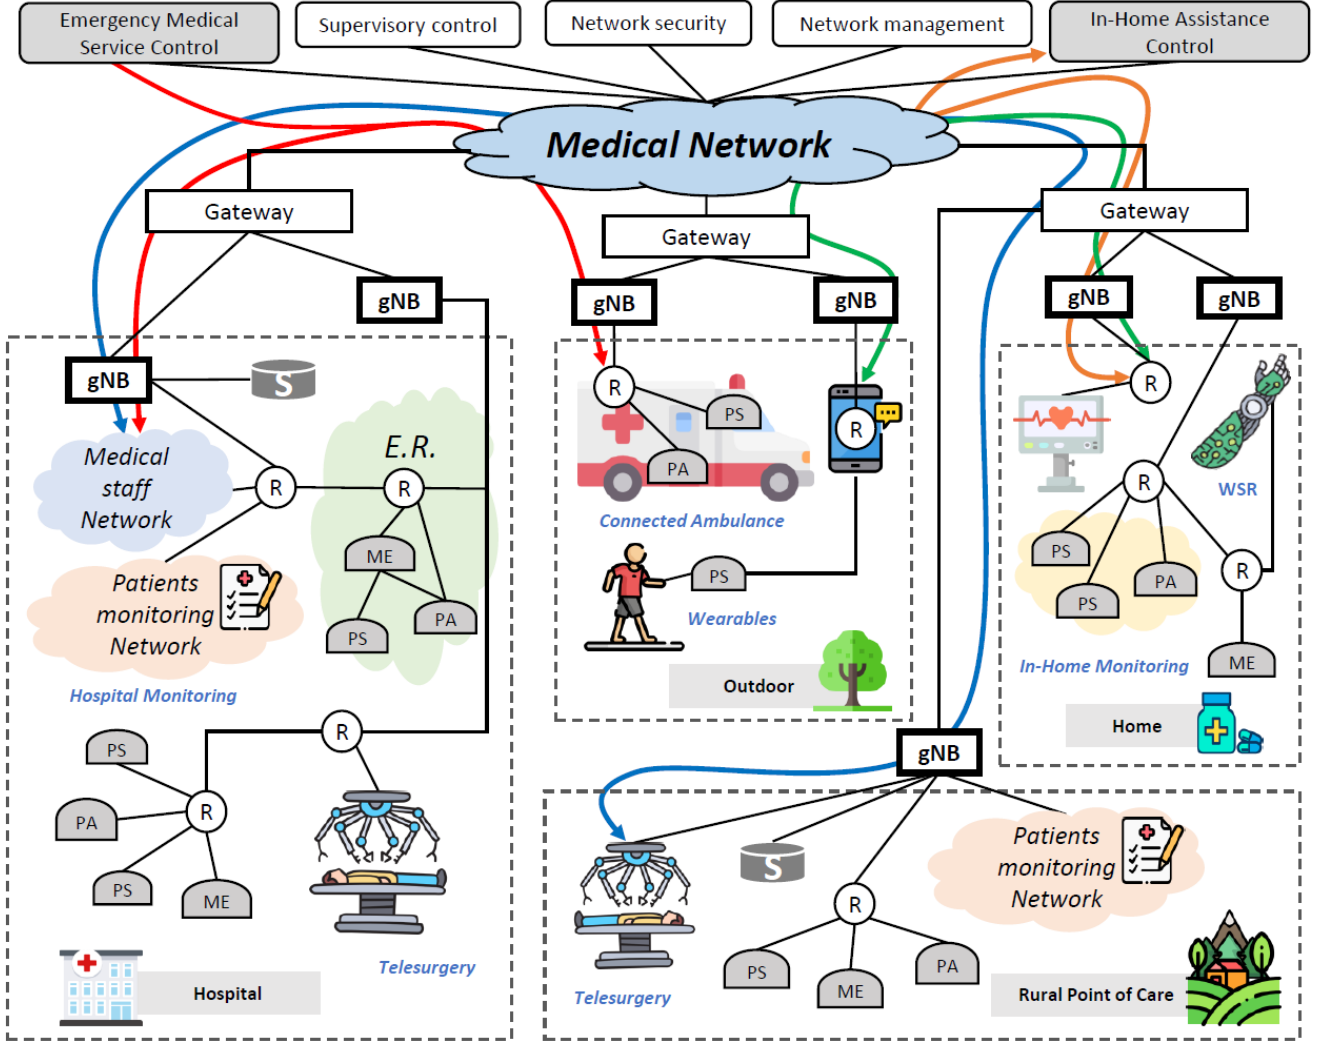 Emergency Medical
Service Control
Supervisory control
Network security
Network management
In-Home Assistance
Control
Medical Network
Gateway
Gateway
Gateway
gNB
gNB
gNB
gNB
gNB
gNB
S
R
R
R
Medical
staff
Network
R
E.R.
R
ME
PS
PA
Patients
monitoring
Network
Hospital Monitoring
PS
PA
Connected Ambulance
R
PS
Wearables
Outdoor
R
WSR
PS
PS
PA
R
ME
In-Home Monitoring
Home
R
PS
PA
R
PS
ME
Telesurgery
Hospital
gNB
Telesurgery
S
R
PS
ME
PA
Patients
monitoring
Network
Rural Point of Care